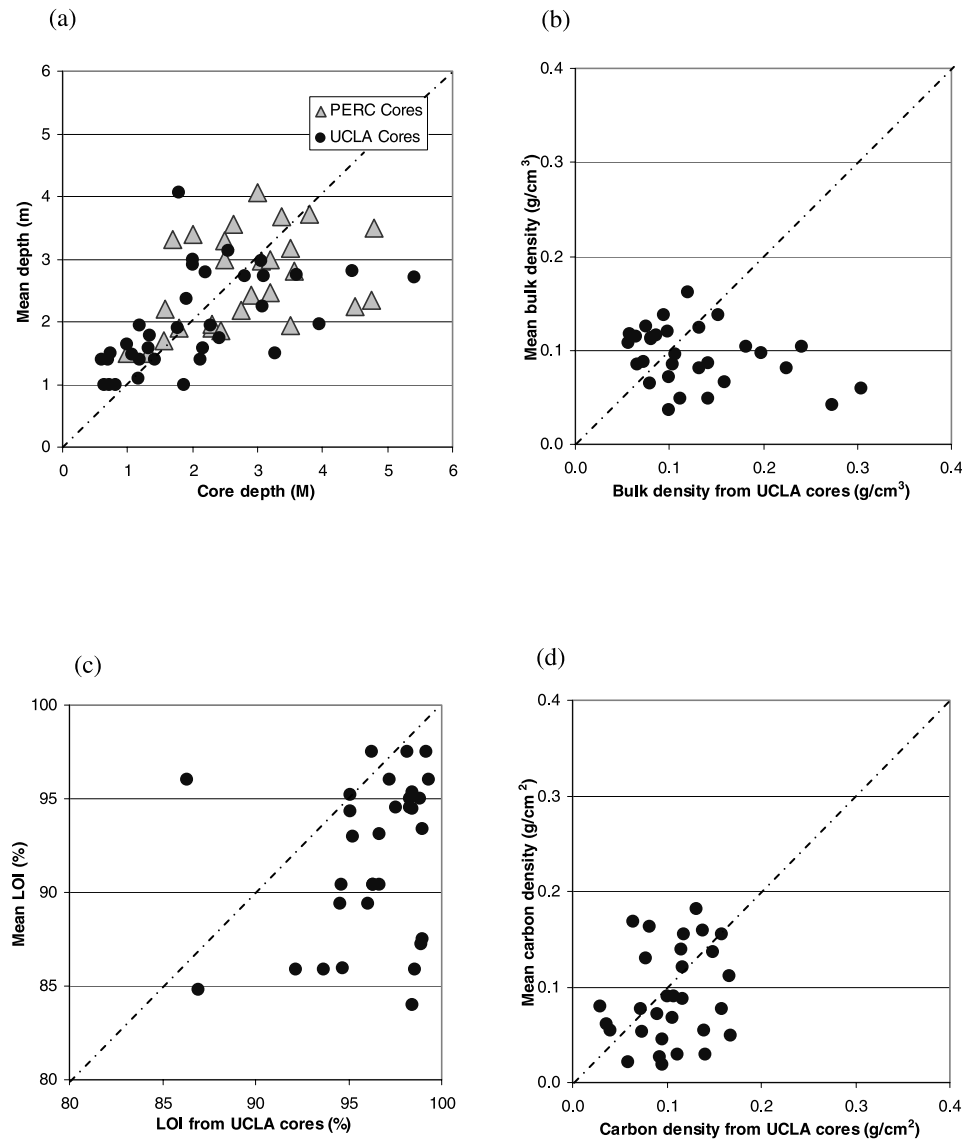 (a)
6
5
4
3
2
1
0
0 1 2 3 4 5 6
Mean depth (m)
Core depth (M)
PERC Cores
UCLA Cores
(b)
0.4
0.3
0.2
0.1
0.0
0.0 0.1 0.2 0.3 0.4
Mean bulk density (g/cm³)
Bulk density from UCLA cores (g/cm³)
(c)
100
95
90
85
80
80 85 90 95 100
Mean LOI (%)
LOI from UCLA cores (%)
(d)
0.4
0.3
0.2
0.1
0.0
0.0 0.1 0.2 0.3 0.4
Mean carbon density (g/cm²)
Carbon density from UCLA cores (g/cm²)